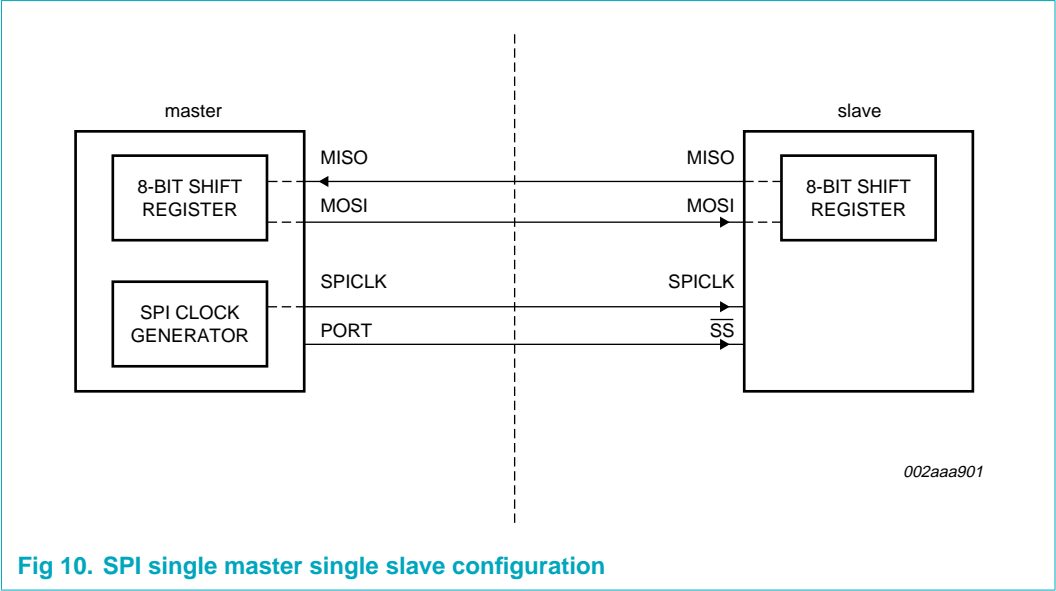 master
slave
MISO
MISO
8-BIT SHIFT
REGISTER
8-BIT SHIFT
REGISTER
MOSI
MOSI
SPICLK
SPICLK
SPI CLOCK
GENERATOR
PORT
S̅S̅
002aaa901
Fig 10. SPI single master single slave configuration